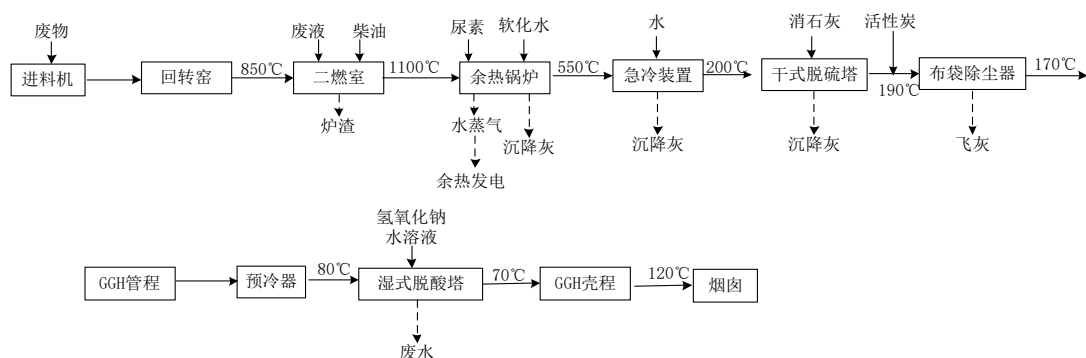 废物
废液
柴油
尿素
软化水
水
消石灰
活性炭
进料机
回转窑
850℃
二燃室
1100℃
余热锅炉
550℃
急冷装置
200℃
干式脱硫塔
190℃
布袋除尘器
170℃
炉渣
水蒸气
沉降灰
沉降灰
沉降灰
飞灰
余热发电
氢氧化钠
水溶液
GGH管程
预冷器
80℃
湿式脱酸塔
70℃
GGH壳程
120℃
烟囱
废水